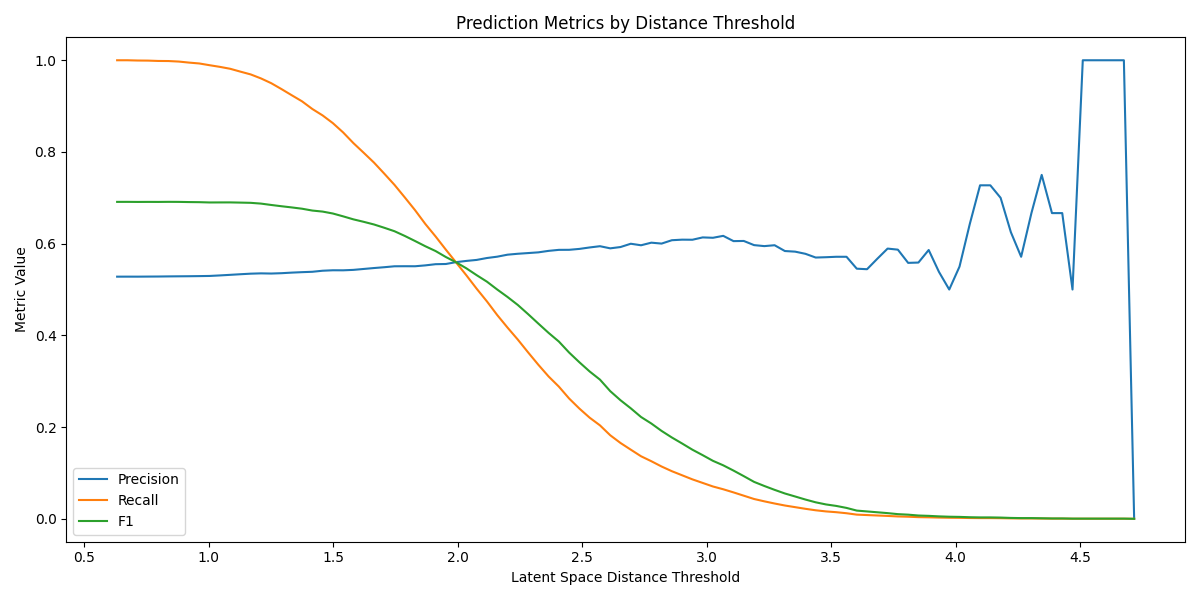 Prediction Metrics by Distance Threshold
Metric Value
1.0
0.8
0.6
0.4
0.2
0.0
Precision
Recall
F1
0.5 1.0 1.5 2.0 2.5 3.0 3.5 4.0 4.5
Latent Space Distance Threshold